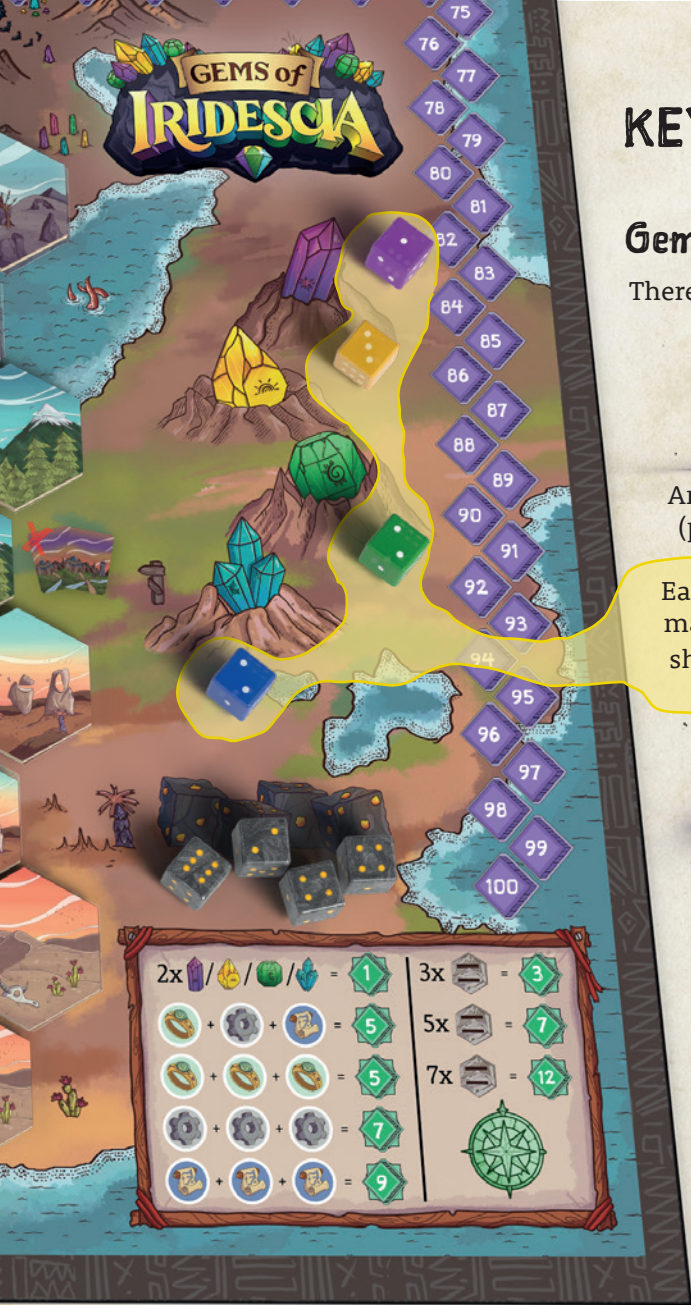 75
76
77
78
79
80
81
82
83
84
85
86
87
88
89
90
91
92
93
94
95
96
97
98
99
100
GEMS of
IRIDESCIA
KEY
Gem
There
Ar
(p
Ea
ma
sh
2x / / / = 1
+ + = 5
+ + = 5
+ + = 7
+ + = 9
3x = 3
5x = 7
7x = 12